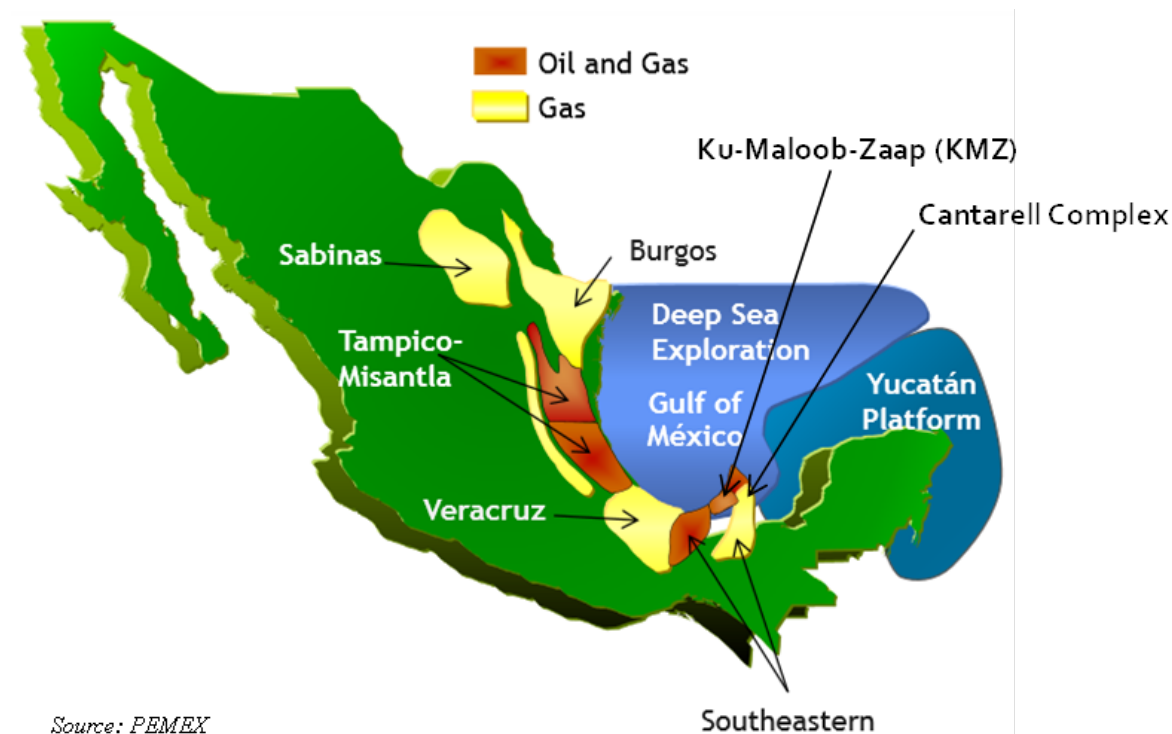 Oil and Gas
Gas
Ku-Maloob-Zaap (KMZ)
Cantarell Complex
Sabinas
Burgos
Deep Sea
Exploration
Tampico-
Misantla
Yucatán
Platform
Gulf of
México
Veracruz
Southeastern
Source: PEMEX